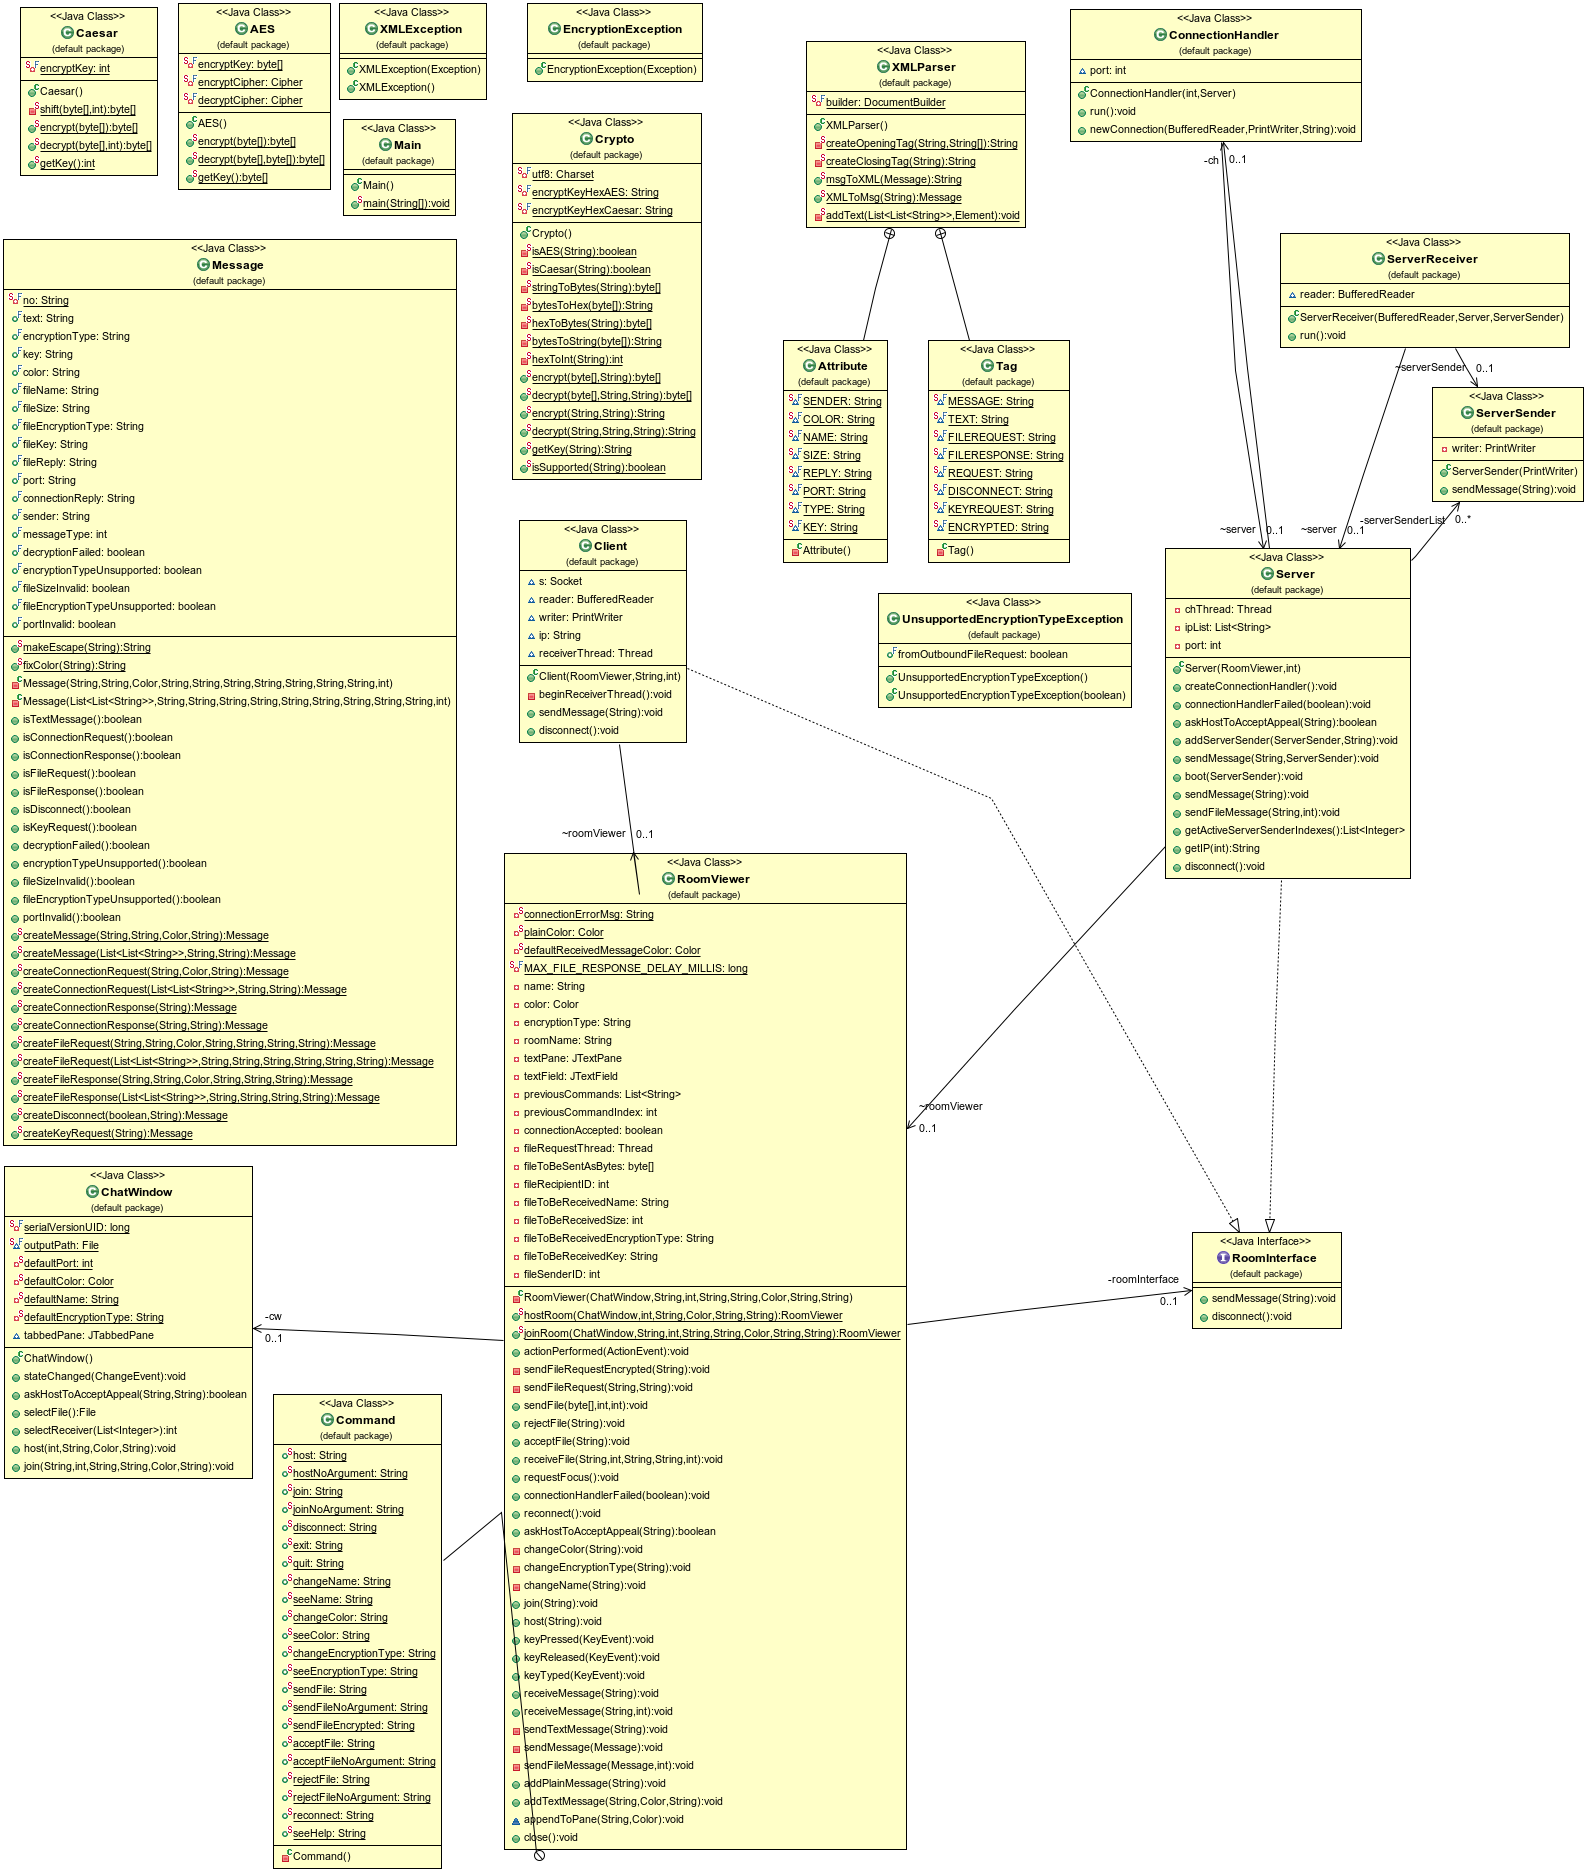 <<Java Class>>
Caesar
(default package)
encryptKey: int
Caesar()
shift(byte[],int):byte[]
encrypt(byte[]):byte[]
decrypt(byte[],int):byte[]
getKey():int
<<Java Class>>
AES
(default package)
encryptKey: byte[]
encryptCipher: Cipher
decryptCipher: Cipher
AES()
encrypt(byte[]):byte[]
decrypt(byte[],byte[]):byte[]
getKey():byte[]
<<Java Class>>
XMLException
(default package)
XMLException(Exception)
XMLException()
<<Java Class>>
Main
(default package)
Main()
main(String[]):void
<<Java Class>>
EncryptionException
(default package)
EncryptionException(Exception)
<<Java Class>>
Crypto
(default package)
utf8: Charset
encryptKeyHexAES: String
encryptKeyHexCaesar: String
Crypto()
isAES(String):boolean
isCaesar(String):boolean
stringToBytes(String):byte[]
bytesToHex(byte[]):String
hexToBytes(String):byte[]
bytesToString(byte[]):String
hexToInt(String):int
encrypt(byte[],String):byte[]
decrypt(byte[],String,String):byte[]
encrypt(String,String):String
decrypt(String,String,String):String
getKey(String):String
isSupported(String):boolean
<<Java Class>>
XMLParser
(default package)
builder: DocumentBuilder
XMLParser()
createOpeningTag(String,String[]):String
createClosingTag(String):String
msgToXML(Message):String
XMLToMsg(String):Message
addText(List<List<String>>,Element):void
<<Java Class>>
ConnectionHandler
(default package)
port: int
ConnectionHandler(int,Server)
run():void
newConnection(BufferedReader,PrintWriter,String):void
-ch
0..1
<<Java Class>>
ServerReceiver
(default package)
reader: BufferedReader
ServerReceiver(BufferedReader,Server,ServerSender)
run():void
~serverSender
0..1
<<Java Class>>
ServerSender
(default package)
writer: PrintWriter
ServerSender(PrintWriter)
sendMessage(String):void
-serverSenderList
0..*
~server
0..1
~server
0..1
<<Java Class>>
Message
(default package)
no: String
text: String
encryptionType: String
key: String
color: String
fileName: String
fileSize: String
fileEncryptionType: String
fileKey: String
fileReply: String
port: String
connectionReply: String
sender: String
messageType: int
decryptionFailed: boolean
encryptionTypeUnsupported: boolean
fileSizeInvalid: boolean
fileEncryptionTypeUnsupported: boolean
portInvalid: boolean
makeEscape(String):String
fixColor(String):String
Message(String,String,Color,String,String,String,String,String,String,int)
Message(List<List<String>>,String,String,String,String,String,String,String,String,String,int)
isTextMessage():boolean
isConnectionRequest():boolean
isConnectionResponse():boolean
isFileRequest():boolean
isFileResponse():boolean
isDisconnect():boolean
isKeyRequest():boolean
decryptionFailed():boolean
encryptionTypeUnsupported():boolean
fileSizeInvalid():boolean
fileEncryptionTypeUnsupported():boolean
portInvalid():boolean
createMessage(String,String,Color,String):Message
createMessage(List<List<String>>,String,String):Message
createConnectionRequest(String,Color,String):Message
createConnectionRequest(List<List<String>>,String,String):Message
createConnectionResponse(String):Message
createConnectionResponse(String,String):Message
createFileRequest(String,String,Color,String,String,String,String):Message
createFileRequest(List<List<String>>,String,String,String,String,String,String):Message
createFileResponse(String,String,Color,String,String,String):Message
createFileResponse(List<List<String>>,String,String,String,String):Message
createDisconnect(boolean,String):Message
createKeyRequest(String):Message
<<Java Class>>
Attribute
(default package)
SENDER: String
COLOR: String
NAME: String
SIZE: String
REPLY: String
PORT: String
TYPE: String
KEY: String
Attribute()
<<Java Class>>
Tag
(default package)
MESSAGE: String
TEXT: String
FILEREQUEST: String
FILERESPONSE: String
REQUEST: String
DISCONNECT: String
KEYREQUEST: String
ENCRYPTED: String
Tag()
<<Java Class>>
Client
(default package)
s: Socket
reader: BufferedReader
writer: PrintWriter
ip: String
receiverThread: Thread
Client(RoomViewer,String,int)
beginReceiverThread():void
sendMessage(String):void
disconnect():void
<<Java Class>>
UnsupportedEncryptionTypeException
(default package)
fromOutboundFileRequest: boolean
UnsupportedEncryptionTypeException()
UnsupportedEncryptionTypeException(boolean)
<<Java Class>>
Server
(default package)
chThread: Thread
ipList: List<String>
port: int
Server(RoomViewer,int)
createConnectionHandler():void
connectionHandlerFailed(boolean):void
askHostToAcceptAppeal(String):boolean
addServerSender(ServerSender,String):void
sendMessage(String,ServerSender):void
boot(ServerSender):void
sendMessage(String):void
sendFileMessage(String,int):void
getActiveServerSenderIndexes():List<Integer>
getIP(int):String
disconnect():void
~roomViewer
0..1
<<Java Class>>
RoomViewer
(default package)
connectionErrorMsg: String
plainColor: Color
defaultReceivedMessageColor: Color
MAX_FILE_RESPONSE_DELAY_MILLIS: long
name: String
color: Color
encryptionType: String
roomName: String
textPane: JTextPane
textField: JTextField
previousCommands: List<String>
previousCommandIndex: int
connectionAccepted: boolean
fileRequestThread: Thread
fileToBeSentAsBytes: byte[]
fileRecipientID: int
fileToBeReceivedName: String
fileToBeReceivedSize: int
fileToBeReceivedEncryptionType: String
fileToBeReceivedKey: String
fileSenderID: int
RoomViewer(ChatWindow,String,int,String,String,Color,String,String)
hostRoom(ChatWindow,int,String,Color,String,String):RoomViewer
joinRoom(ChatWindow,String,int,String,String,Color,String,String):RoomViewer
actionPerformed(ActionEvent):void
sendFileRequestEncrypted(String):void
sendFileRequest(String,String):void
sendFile(byte[],int,int):void
rejectFile(String):void
acceptFile(String):void
receiveFile(String,int,String,String,int):void
requestFocus():void
connectionHandlerFailed(boolean):void
reconnect():void
askHostToAcceptAppeal(String):boolean
changeColor(String):void
changeEncryptionType(String):void
changeName(String):void
join(String):void
host(String):void
keyPressed(KeyEvent):void
keyReleased(KeyEvent):void
keyTyped(KeyEvent):void
receiveMessage(String):void
receiveMessage(String,int):void
sendTextMessage(String):void
sendMessage(Message):void
sendFileMessage(Message,int):void
addPlainMessage(String):void
addTextMessage(String,Color,String):void
appendToPane(String,Color):void
close():void
~roomViewer
0..1
-roomInterface
0..1
<<Java Interface>>
RoomInterface
(default package)
sendMessage(String):void
disconnect():void
<<Java Class>>
ChatWindow
(default package)
serialVersionUID: long
outputPath: File
defaultPort: int
defaultColor: Color
defaultName: String
defaultEncryptionType: String
tabbedPane: JTabbedPane
ChatWindow()
stateChanged(ChangeEvent):void
askHostToAcceptAppeal(String,String):boolean
selectFile():File
selectReceiver(List<Integer>):int
host(int,String,Color,String):void
join(String,int,String,String,Color,String):void
-cw
0..1
<<Java Class>>
Command
(default package)
host: String
hostNoArgument: String
join: String
joinNoArgument: String
disconnect: String
exit: String
quit: String
changeName: String
seeName: String
changeColor: String
seeColor: String
changeEncryptionType: String
seeEncryptionType: String
sendFile: String
sendFileNoArgument: String
sendFileEncrypted: String
acceptFile: String
acceptFileNoArgument: String
rejectFile: String
rejectFileNoArgument: String
reconnect: String
seeHelp: String
Command()